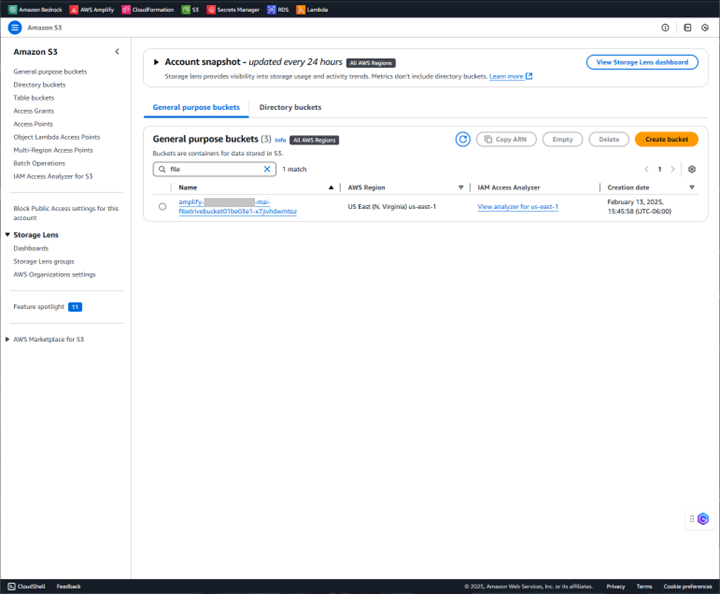 Amazon Bedrock AWS Amplify CloudFormation S3 Secrets Manager RDS Lambda
Amazon S3
Amazon S3
General purpose buckets
Directory buckets
Table buckets
Access Grants
Access Points
Object Lambda Access Points
Multi-Region Access Points
Batch Operations
IAM Access Analyzer for S3
Block Public Access settings for this
account
Storage Lens
Dashboards
Storage Lens groups
AWS Organizations settings
Feature spotlight 11
AWS Marketplace for S3
Account snapshot - updated every 24 hours All AWS Regions
View Storage Lens dashboard
Storage lens provides visibility into storage usage and activity trends. Metrics don't include directory buckets. Learn more
General purpose buckets Directory buckets
General purpose buckets (3) Info All AWS Regions
Copy ARN Empty Delete Create bucket
Buckets are containers for data stored in S3.
file 1 match
1
Name AWS Region IAM Access Analyzer Creation date
amplify- -mai-
filedrivebucket01be03e1-s7jvhdwmtoz
US East (N. Virginia) us-east-1
View analyzer for us-east-1
February 13, 2025,
15:45:58 (UTC-06:00)
CloudShell Feedback
© 2025, Amazon Web Services, Inc. or its affiliates. Privacy Terms Cookie preferences